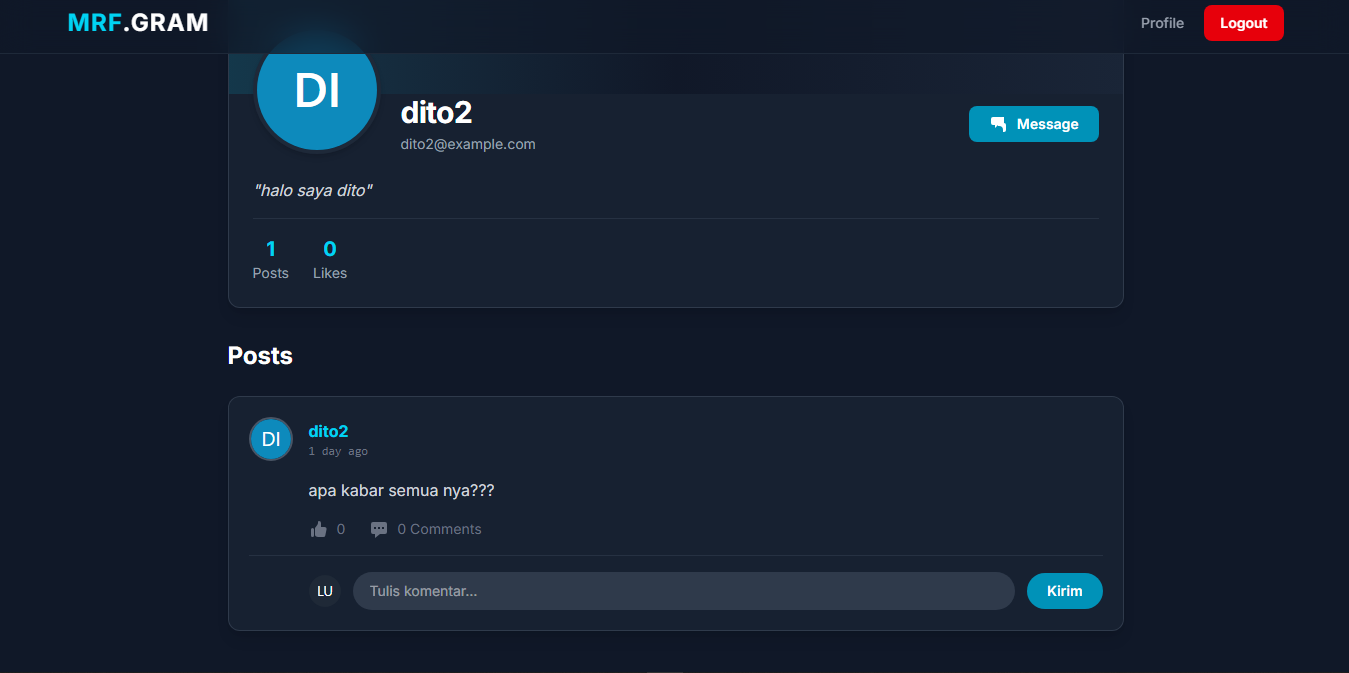 MRF.GRAM
Profile
Logout
DI
dito2
dito2@example.com
Message
"halo saya dito"
1
Posts
0
Likes
Posts
DI
dito2
1 day ago
apa kabar semua nya???
0
0 Comments
LU
Tulis komentar...
Kirim